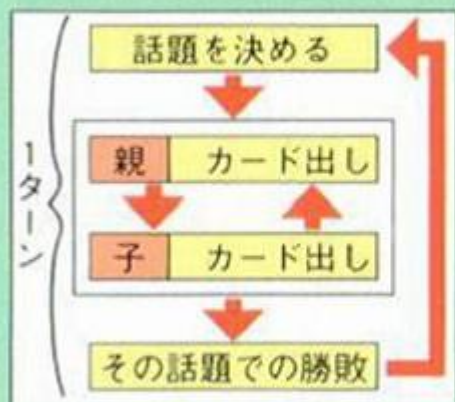 1ターン
話題を決める
親 カード出し
子 カード出し
その話題での勝敗